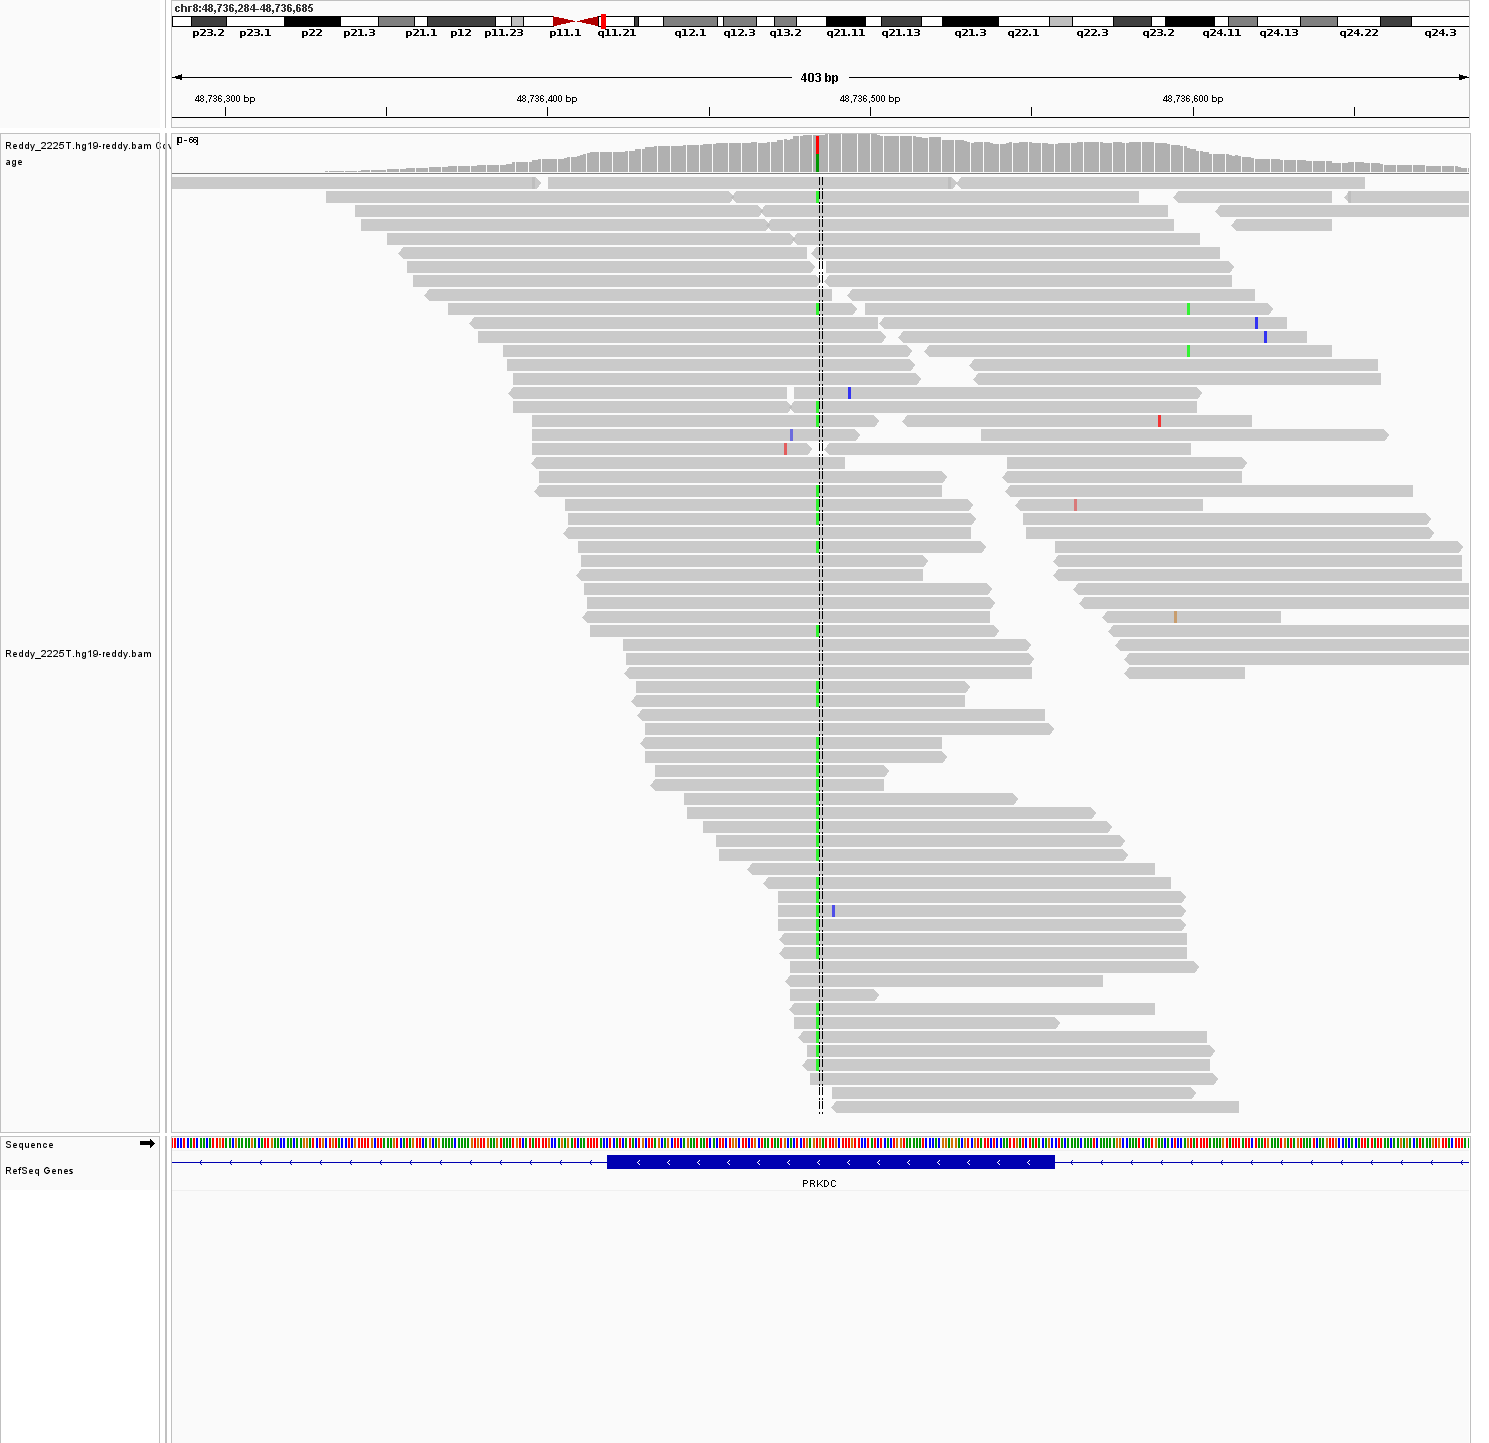 chr8:48,736,284-48,736,685
p23.2 p23.1 p22 p21.3 p21.1 p12 p11.23 p11.1 q11.21 q12.1 q12.3 q13.2 q21.11 q21.13 q21.3 q22.1 q22.3 q23.2 q24.11 q24.13 q24.22 q24.3
403 bp
48,736,300 bp 48,736,400 bp 48,736,500 bp 48,736,600 bp
[0-66]
Reddy_2225T.hg19-reddy.bam Cov
age
Reddy_2225T.hg19-reddy.bam
Sequence
RefSeq Genes
PRKDC